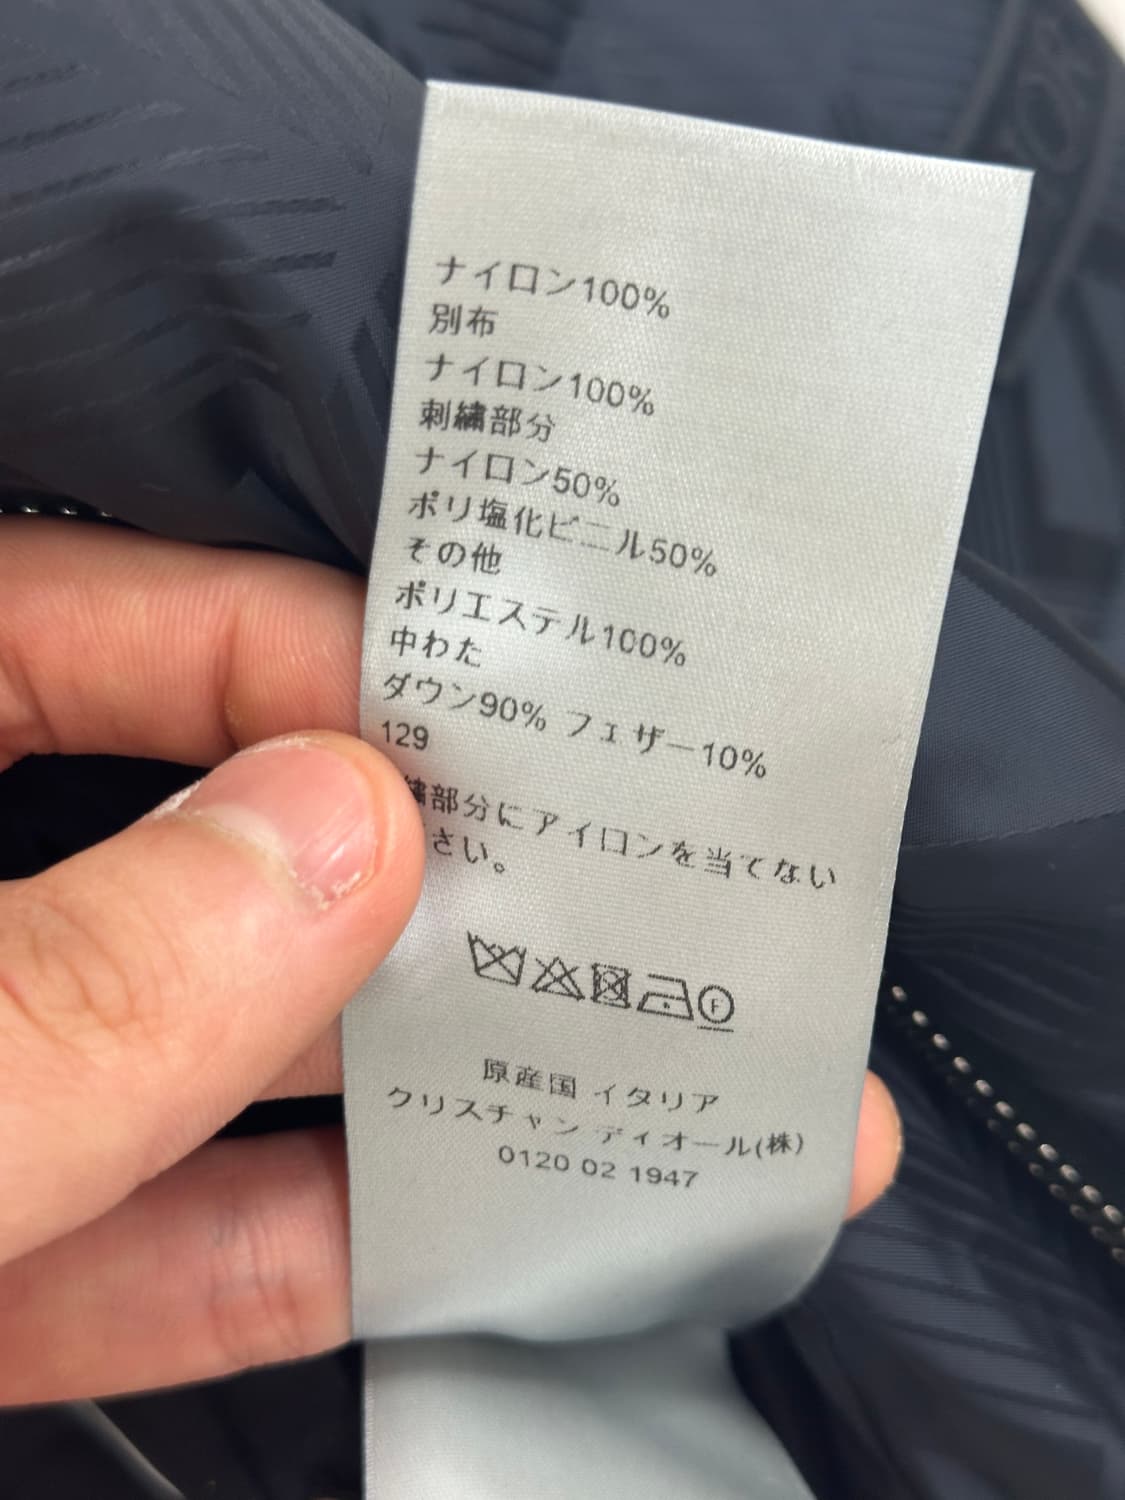 ナイロン100%
別布
ナイロン100%
刺繍部分
ナイロン50%
ポリ塩化ビニル50%
その他
ポリエステル100%
中わた
ダウン90% フェザー10%
129
繍部分にアイロンを当てない
さい。
F
原産国 イタリア
クリスチャン ディオール(株)
0120 02 1947